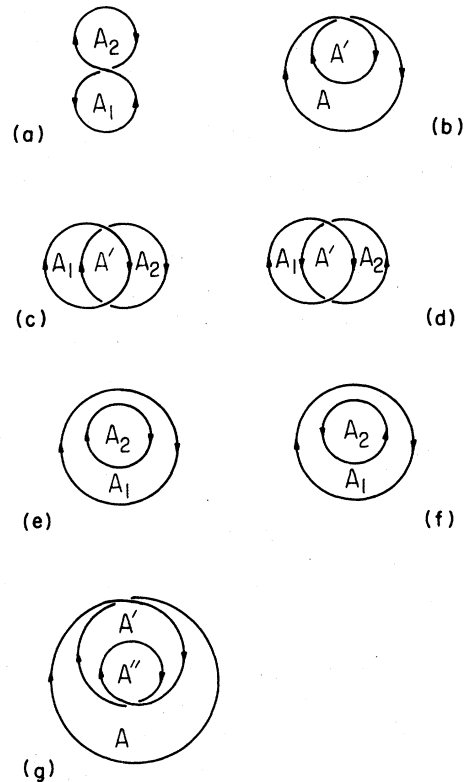 A₂
A₁
(a)
A′
A
(b)
A₁ A′ A₂
(c)
A₁ A′ A₂
(d)
A₂
A₁
(e)
A₂
A₁
(f)
A′
A″
A
(g)